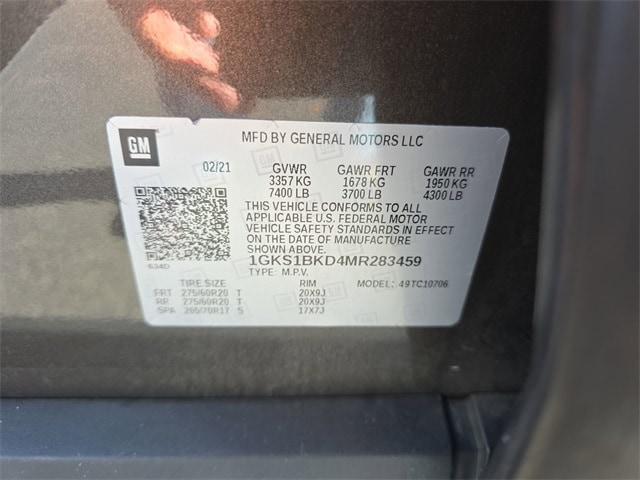 GM
MFD BY GENERAL MOTORS LLC
02/21 GVWR GAWR FRT GAWR RR
3357 KG 1678 KG 1950 KG
7400 LB 3700 LB 4300 LB
THIS VEHICLE CONFORMS TO ALL
APPLICABLE U.S. FEDERAL MOTOR
VEHICLE SAFETY STANDARDS IN EFFECT
ON THE DATE OF MANUFACTURE
SHOWN ABOVE.
1GKS1BKD4MR283459
634D TYPE: M.P.V.
TIRE SIZE RIM MODEL: 49TC10706
FRT 275/60R20 T 20X9J
RR 275/60R20 T 20X9J
SPA 265/70R17 S 17X7J